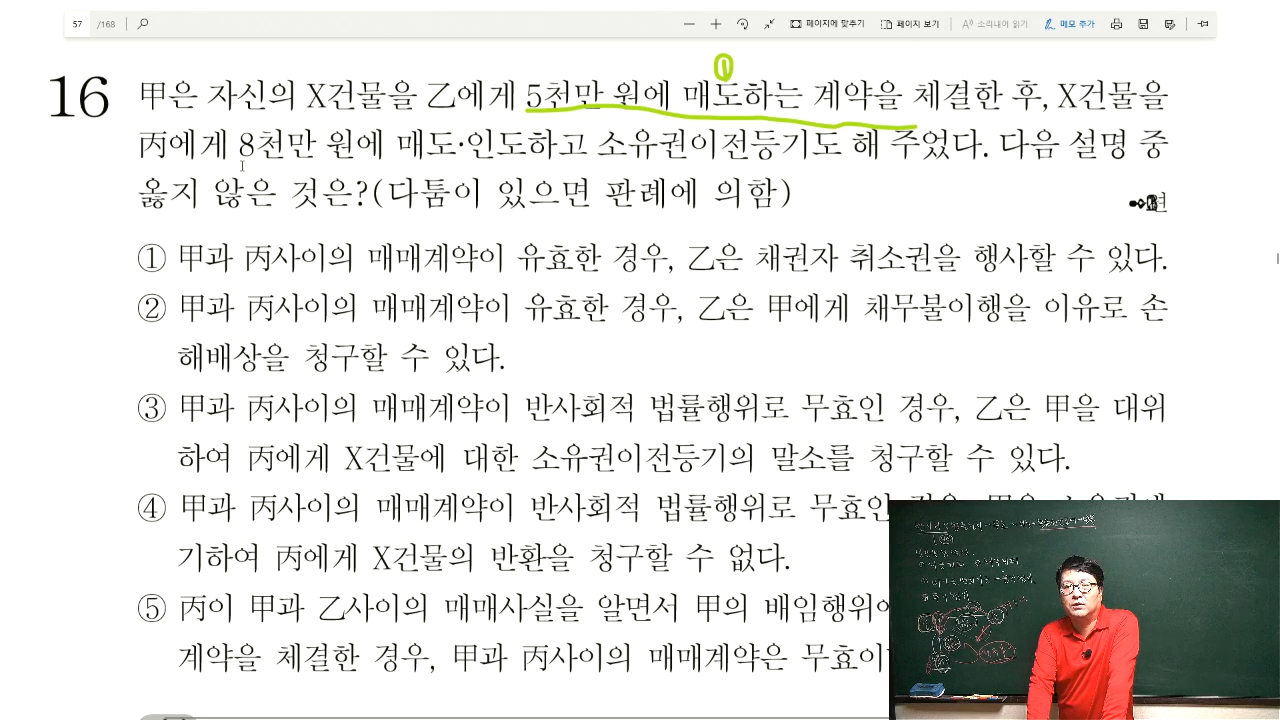 57 /168 페이지에 맞추기 페이지 보기 소리내어 읽기 메모 추가
16 甲은 자신의 X건물을 乙에게 5천만 원에 매도하는 계약을 체결한 후, X건물을
丙에게 8천만 원에 매도·인도하고 소유권이전등기도 해 주었다. 다음 설명 중
옳지 않은 것은?(다툼이 있으면 판례에 의함)
① 甲과 丙사이의 매매계약이 유효한 경우, 乙은 채권자 취소권을 행사할 수 있다.
② 甲과 丙사이의 매매계약이 유효한 경우, 乙은 甲에게 채무불이행을 이유로 손
해배상을 청구할 수 있다.
③ 甲과 丙사이의 매매계약이 반사회적 법률행위로 무효인 경우, 乙은 甲을 대위
하여 丙에게 X건물에 대한 소유권이전등기의 말소를 청구할 수 있다.
④ 甲과 丙사이의 매매계약이 반사회적 법률행위로 무효인
기하여 丙에게 X건물의 반환을 청구할 수 없다.
⑤ 丙이 甲과 乙사이의 매매사실을 알면서 甲의 배임행위
계약을 체결한 경우, 甲과 丙사이의 매매계약은 무효이